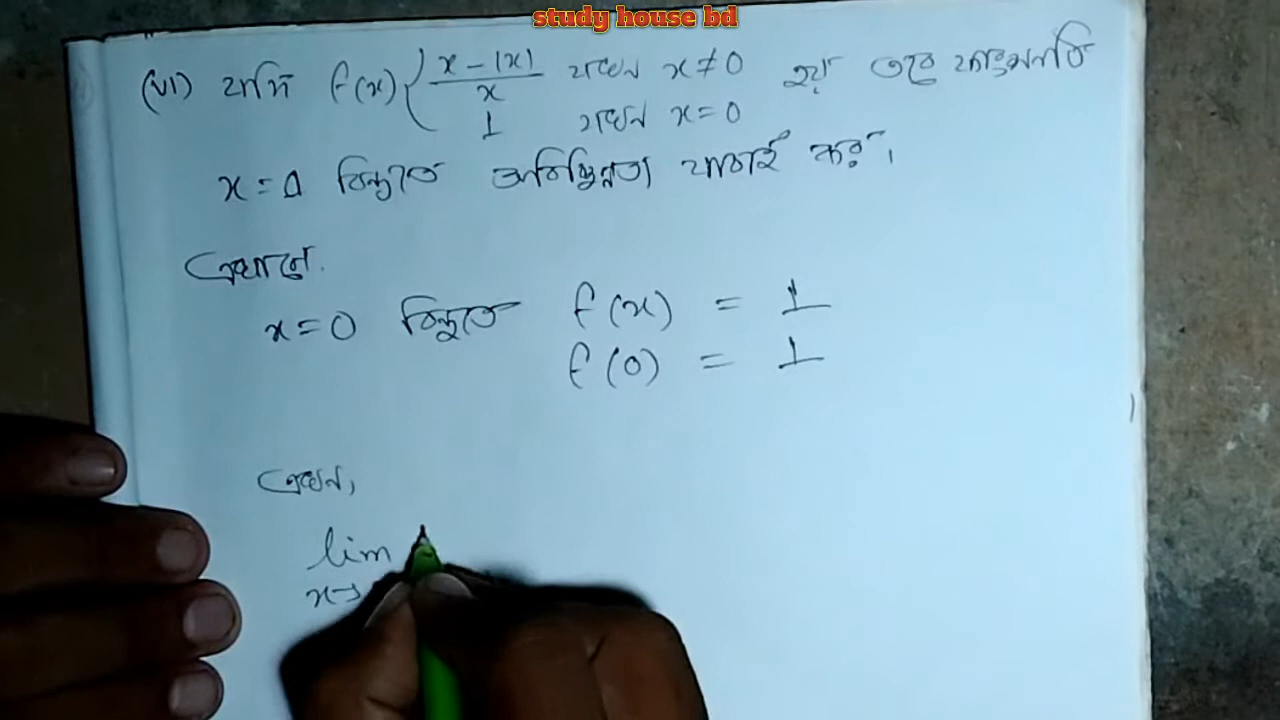 study house bd
(vi) যদি f(x) { x - |x| / x যখন x ≠ 0 হয় তবে ফাংশনটি
1 যখন x = 0
x = 0 বিন্দুতে অবিচ্ছিন্নতা যাচাই কর।
এখানে,
x = 0 বিন্দুতে f(x) = 1
f(0) = 1
এখন,
lim
x→